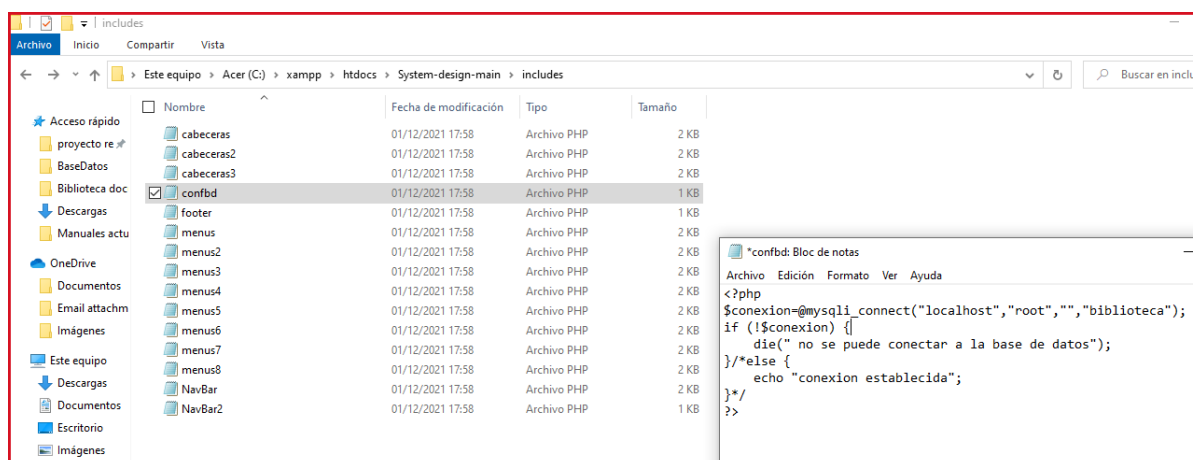 includes
Archivo Inicio Compartir Vista
Este equipo > Acer (C:) > xampp > htdocs > System-design-main > includes
Buscar en inclu
Acceso rápido
proyecto re
BaseDatos
Biblioteca doc
Descargas
Manuales actu
OneDrive
Documentos
Email attachm
Imágenes
Este equipo
Descargas
Documentos
Escritorio
Imágenes
Nombre Fecha de modificación Tipo Tamaño
cabeceras 01/12/2021 17:58 Archivo PHP 2 KB
cabeceras2 01/12/2021 17:58 Archivo PHP 2 KB
cabeceras3 01/12/2021 17:58 Archivo PHP 2 KB
confbd 01/12/2021 17:58 Archivo PHP 1 KB
footer 01/12/2021 17:58 Archivo PHP 1 KB
menus 01/12/2021 17:58 Archivo PHP 2 KB
menus2 01/12/2021 17:58 Archivo PHP 2 KB
menus3 01/12/2021 17:58 Archivo PHP 2 KB
menus4 01/12/2021 17:58 Archivo PHP 2 KB
menus5 01/12/2021 17:58 Archivo PHP 2 KB
menus6 01/12/2021 17:58 Archivo PHP 2 KB
menus7 01/12/2021 17:58 Archivo PHP 2 KB
menus8 01/12/2021 17:58 Archivo PHP 2 KB
NavBar 01/12/2021 17:58 Archivo PHP 2 KB
NavBar2 01/12/2021 17:58 Archivo PHP 1 KB
*confbd: Bloc de notas
Archivo Edición Formato Ver Ayuda
<?php
$conexion=@mysqli_connect("localhost","root","","biblioteca");
if (!$conexion) {
    die(" no se puede conectar a la base de datos");
}/*else {
    echo "conexion establecida";
}*/
?>